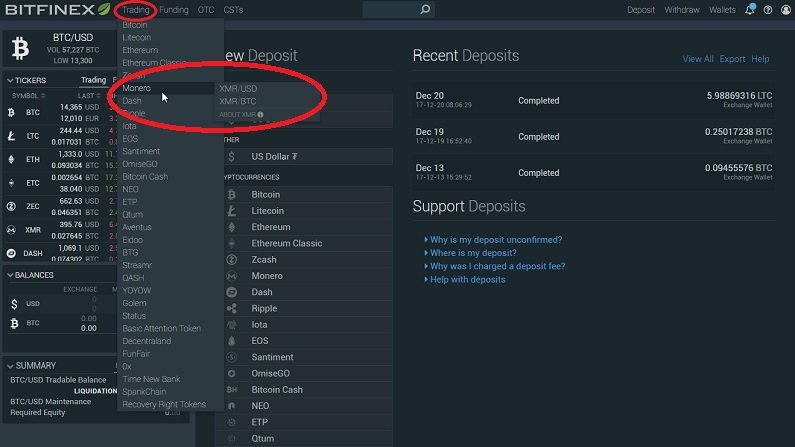 BITFINEX
Trading Funding OTC CSTs
Deposit Withdraw Wallets
BTC/USD
VOL 57,227 BTC
LOW 13,300
TICKERS Trading
SYMBOL LAST
BTC 14,365 USD
12,010 EUR
LTC 244.44 USD
0.017031 BTC
ETH 1,333.0 USD
0.093034 BTC
ETC 0.002654 BTC
38.040 USD
ZEC 662.63 USD
0.046351 BTC
XMR 395.76 USD
0.027645 BTC
DASH 1,069.1 USD
0.074302 BTC
BALANCES
EXCHANGE
USD 0
0
BTC 0.00
0.00
SUMMARY
BTC/USD Tradable Balance
LIQUIDATION
BTC/USD Maintenance
Required Equity
Bitcoin
Litecoin
Ethereum
Ethereum Classic
Zcash
Monero
Dash
Ripple
Iota
EOS
Santiment
OmiseGO
Bitcoin Cash
NEO
ETP
Qtum
Aventus
Eidoo
BTG
Streamr
QASH
YOYOW
Golem
Status
Basic Attention Token
Decentraland
FunFair
0x
Time New Bank
SpankChain
Recovery Right Tokens
XMR/USD
XMR/BTC
ABOUT XMR
Deposit
US Dollar ₮
Bitcoin
Litecoin
Ethereum
Ethereum Classic
Zcash
Monero
Dash
Ripple
Iota
EOS
Santiment
OmiseGO
Bitcoin Cash
NEO
ETP
Qtum
Recent Deposits
View All Export Help
Dec 20
17-12-20 08:06:29
Completed
5.98869316 LTC
Exchange Wallet
Dec 19
17-12-19 16:52:40
Completed
0.25017238 BTC
Exchange Wallet
Dec 13
17-12-13 15:29:52
Completed
0.09455576 BTC
Exchange Wallet
Support Deposits
Why is my deposit unconfirmed?
Where is my deposit?
Why was I charged a deposit fee?
Help with deposits